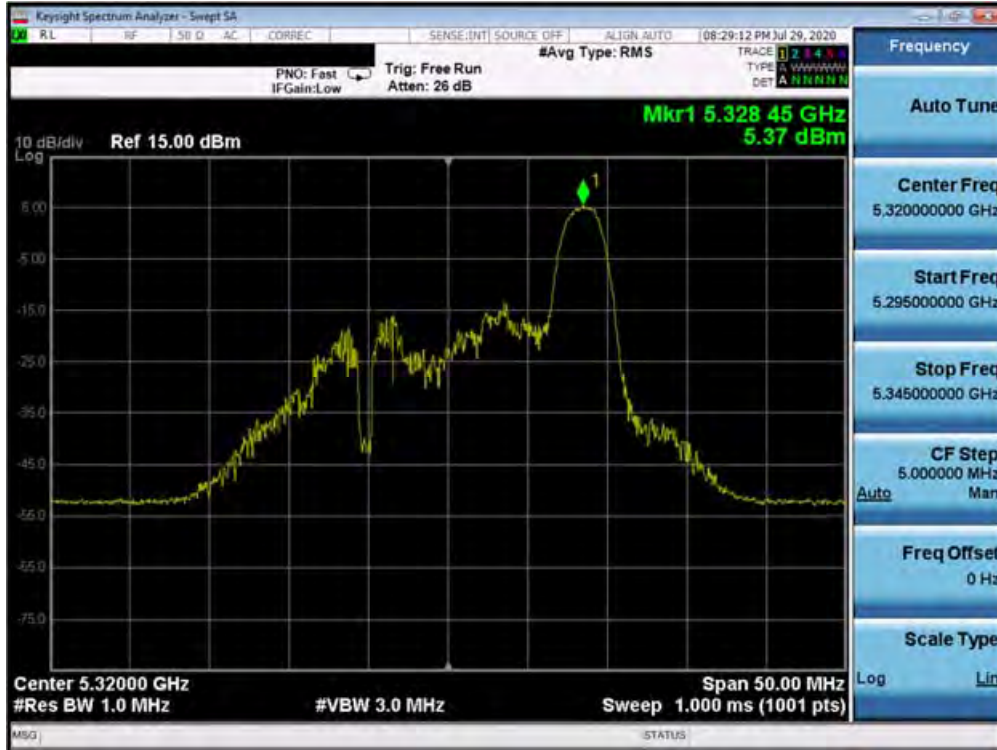 Keysight Spectrum Analyzer - Swept SA
RL RF 50 Ω AC CORREC SENSE:INT SOURCE OFF ALIGN AUTO 08:29:12 PM Jul 29, 2020
#Avg Type: RMS
TRACE 1 2 3 4 5 6
PNO: Fast Trig: Free Run
TYPE A
IFGain:Low Atten: 26 dB
DET A N N N N N
Mkr1 5.328 45 GHz
5.37 dBm
10 dB/div Ref 15.00 dBm
Log
1
5.00
-5.00
-15.0
-25.0
-35.0
-45.0
-55.0
-65.0
-75.0
Center 5.32000 GHz Span 50.00 MHz
#Res BW 1.0 MHz #VBW 3.0 MHz Sweep 1.000 ms (1001 pts)
MSG STATUS
Frequency
Auto Tune
Center Freq
5.320000000 GHz
Start Freq
5.295000000 GHz
Stop Freq
5.345000000 GHz
CF Step
5.000000 MHz
Auto Man
Freq Offset
0 Hz
Scale Type
Log Lin